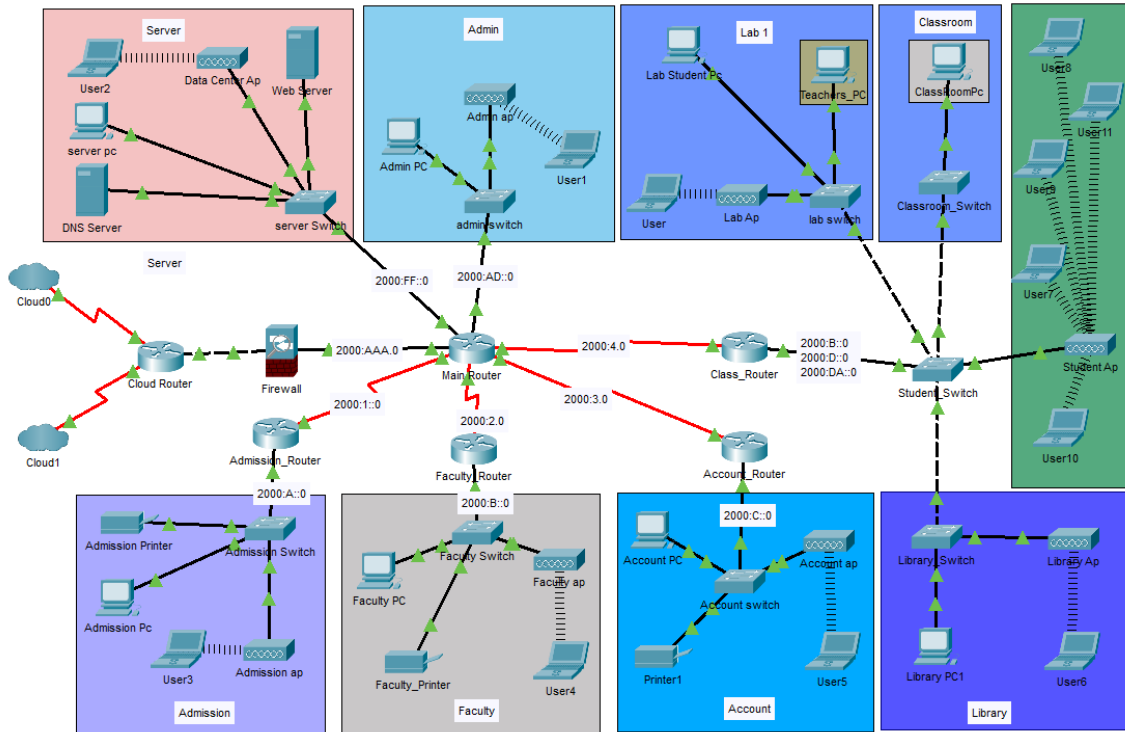 Server
User2
Data Center Ap
Web Server
server pc
DNS Server
server Switch
Admin
Admin ap
Admin PC
User1
admin switch
Lab 1
Lab Student Pc
Teachers_PC
User
Lab Ap
lab switch
Classroom
ClassRoomPc
Classroom_Switch
User8
User11
User9
User7
Student Ap
User10
Server
2000:FF::0
2000:AD::0
Cloud0
Cloud Router
Cloud1
Firewall
2000:AAA.0
Main Router
2000:4.0
Class_Router
2000:B::0
2000:D::0
2000:DA::0
Student_Switch
2000:1::0
2000:2.0
2000:3.0
Admission_Router
Faculty_Router
Account_Router
2000:A::0
2000:B::0
2000:C::0
Admission Printer
Admission Switch
Admission Pc
User3
Admission ap
Admission
Faculty Switch
Faculty PC
Faculty ap
Faculty_Printer
User4
Faculty
Account PC
Account ap
Account switch
Printer1
User5
Account
Library_Switch
Library Ap
Library PC1
User6
Library